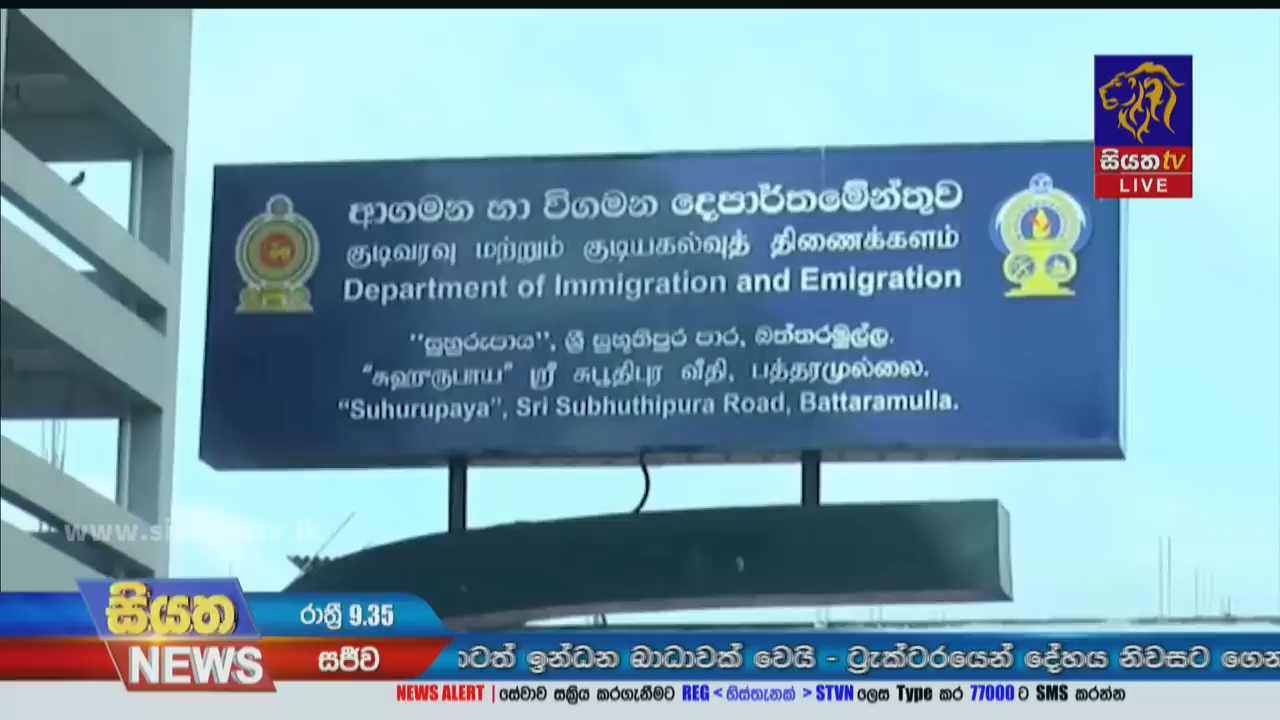 සියත tv
LIVE
ආගමන හා විගමන දෙපාර්තමේන්තුව
குடிவரவு மற்றும் குடியகல்வுத் திணைக்களம்
Department of Immigration and Emigration
"සුහුරුපාය", ශ්‍රී සුභූතිපුර පාර, බත්තරමුල්ල.
"சுஹுருபாய" ஸ்ரீ சுபூதிபுர வீதி, பத்தரமுல்லை.
"Suhurupaya", Sri Subhuthipura Road, Battaramulla.
සියත
NEWS
රාත්‍රී 9.35
සජීව
ඉන්ධන බාධාවක් වෙයි - ට්‍රැක්ටරයෙන් දේහය නිවසට
NEWS ALERT | සේවාව සක්‍රිය කරගැනීමට REG < හිස්තැනක් > STVN ලෙස Type කර 77000 ට SMS කරන්න